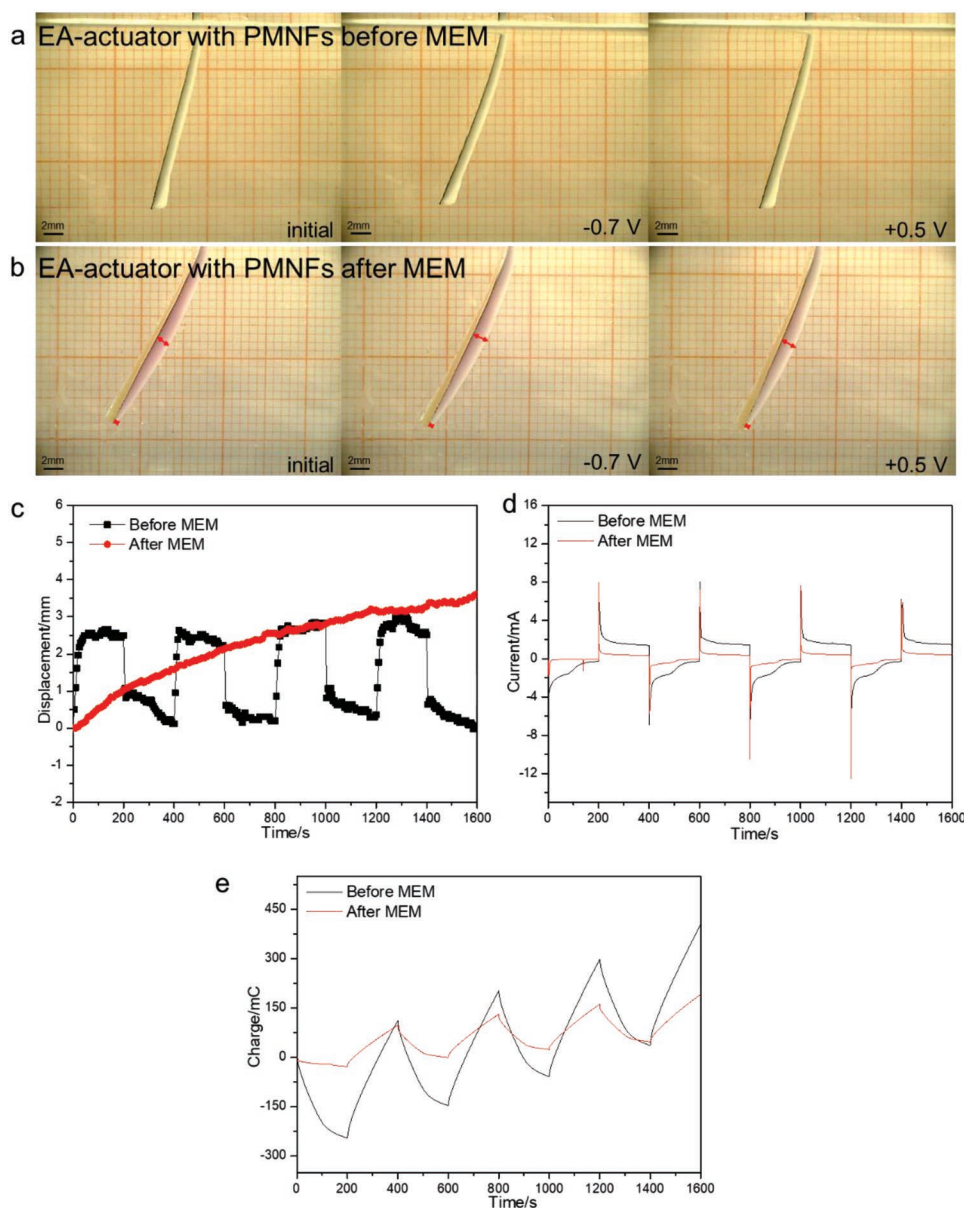 a EA-actuator with PMNFs before MEM
2mm initial
2mm -0.7 V
2mm +0.5 V
b EA-actuator with PMNFs after MEM
2mm initial
2mm -0.7 V
2mm +0.5 V
c
Before MEM
After MEM
Displacement/mm
6
5
4
3
2
1
0
-1
-2
0 200 400 600 800 1000 1200 1400 1600
Time/s
d
Before MEM
After MEM
Current/mA
16
12
8
4
0
-4
-8
-12
0 200 400 600 800 1000 1200 1400 1600
Time/s
e
Before MEM
After MEM
Charge/mC
450
300
150
0
-150
-300
0 200 400 600 800 1000 1200 1400 1600
Time/s